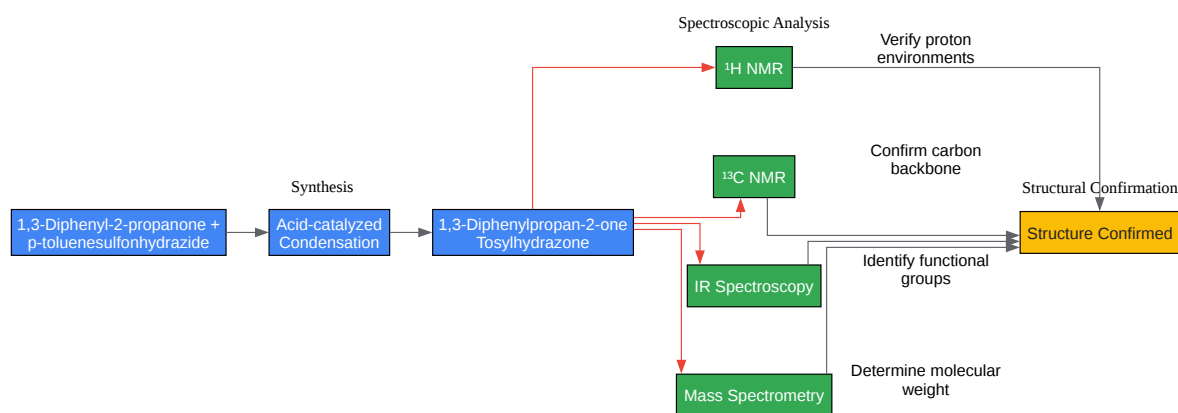 Spectroscopic Analysis
Verify proton
environments
¹H NMR
Confirm carbon
backbone
¹³C NMR
Synthesis
Structural Confirmation
1,3-Diphenyl-2-propanone +
p-toluenesulfonhydrazide
Acid-catalyzed
Condensation
1,3-Diphenylpropan-2-one
Tosylhydrazone
Structure Confirmed
Identify functional
groups
IR Spectroscopy
Determine molecular
weight
Mass Spectrometry